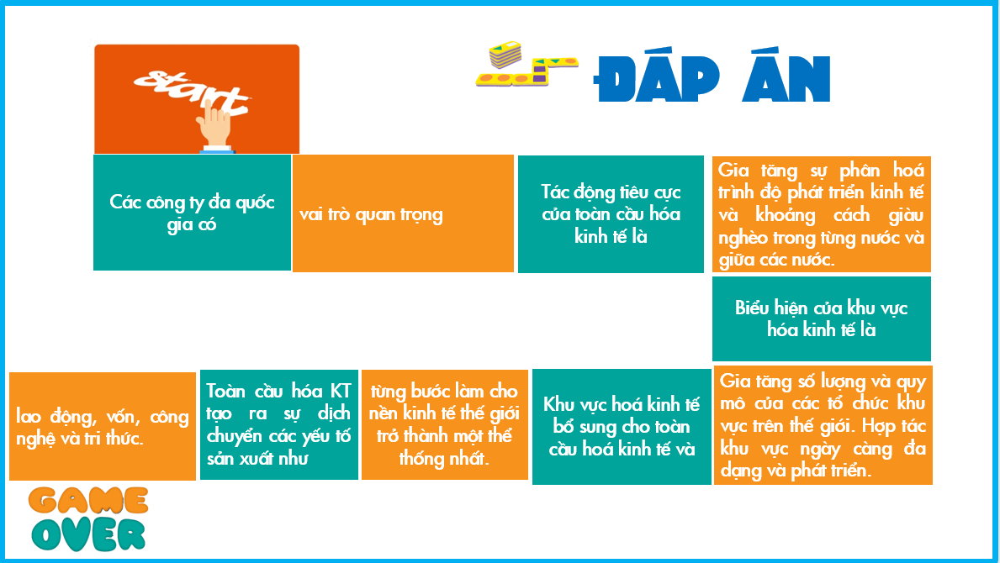 start
ĐÁP ÁN
Các công ty đa quốc
gia có
vai trò quan trọng
Tác động tiêu cực
của toàn cầu hóa
kinh tế là
Gia tăng sự phân hoá
trình độ phát triển kinh tế
và khoảng cách giàu
nghèo trong từng nước và
giữa các nước.
Biểu hiện của khu vực
hóa kinh tế là
Gia tăng số lượng và quy
mô của các tổ chức khu
vực trên thế giới. Hợp tác
khu vực ngày càng đa
dạng và phát triển.
Khu vực hoá kinh tế
bổ sung cho toàn
cầu hoá kinh tế và
từng bước làm cho
nền kinh tế thế giới
trở thành một thể
thống nhất.
Toàn cầu hóa KT
tạo ra sự dịch
chuyển các yếu tố
sản xuất như
lao động, vốn, công
nghệ và tri thức.
GAME
OVER